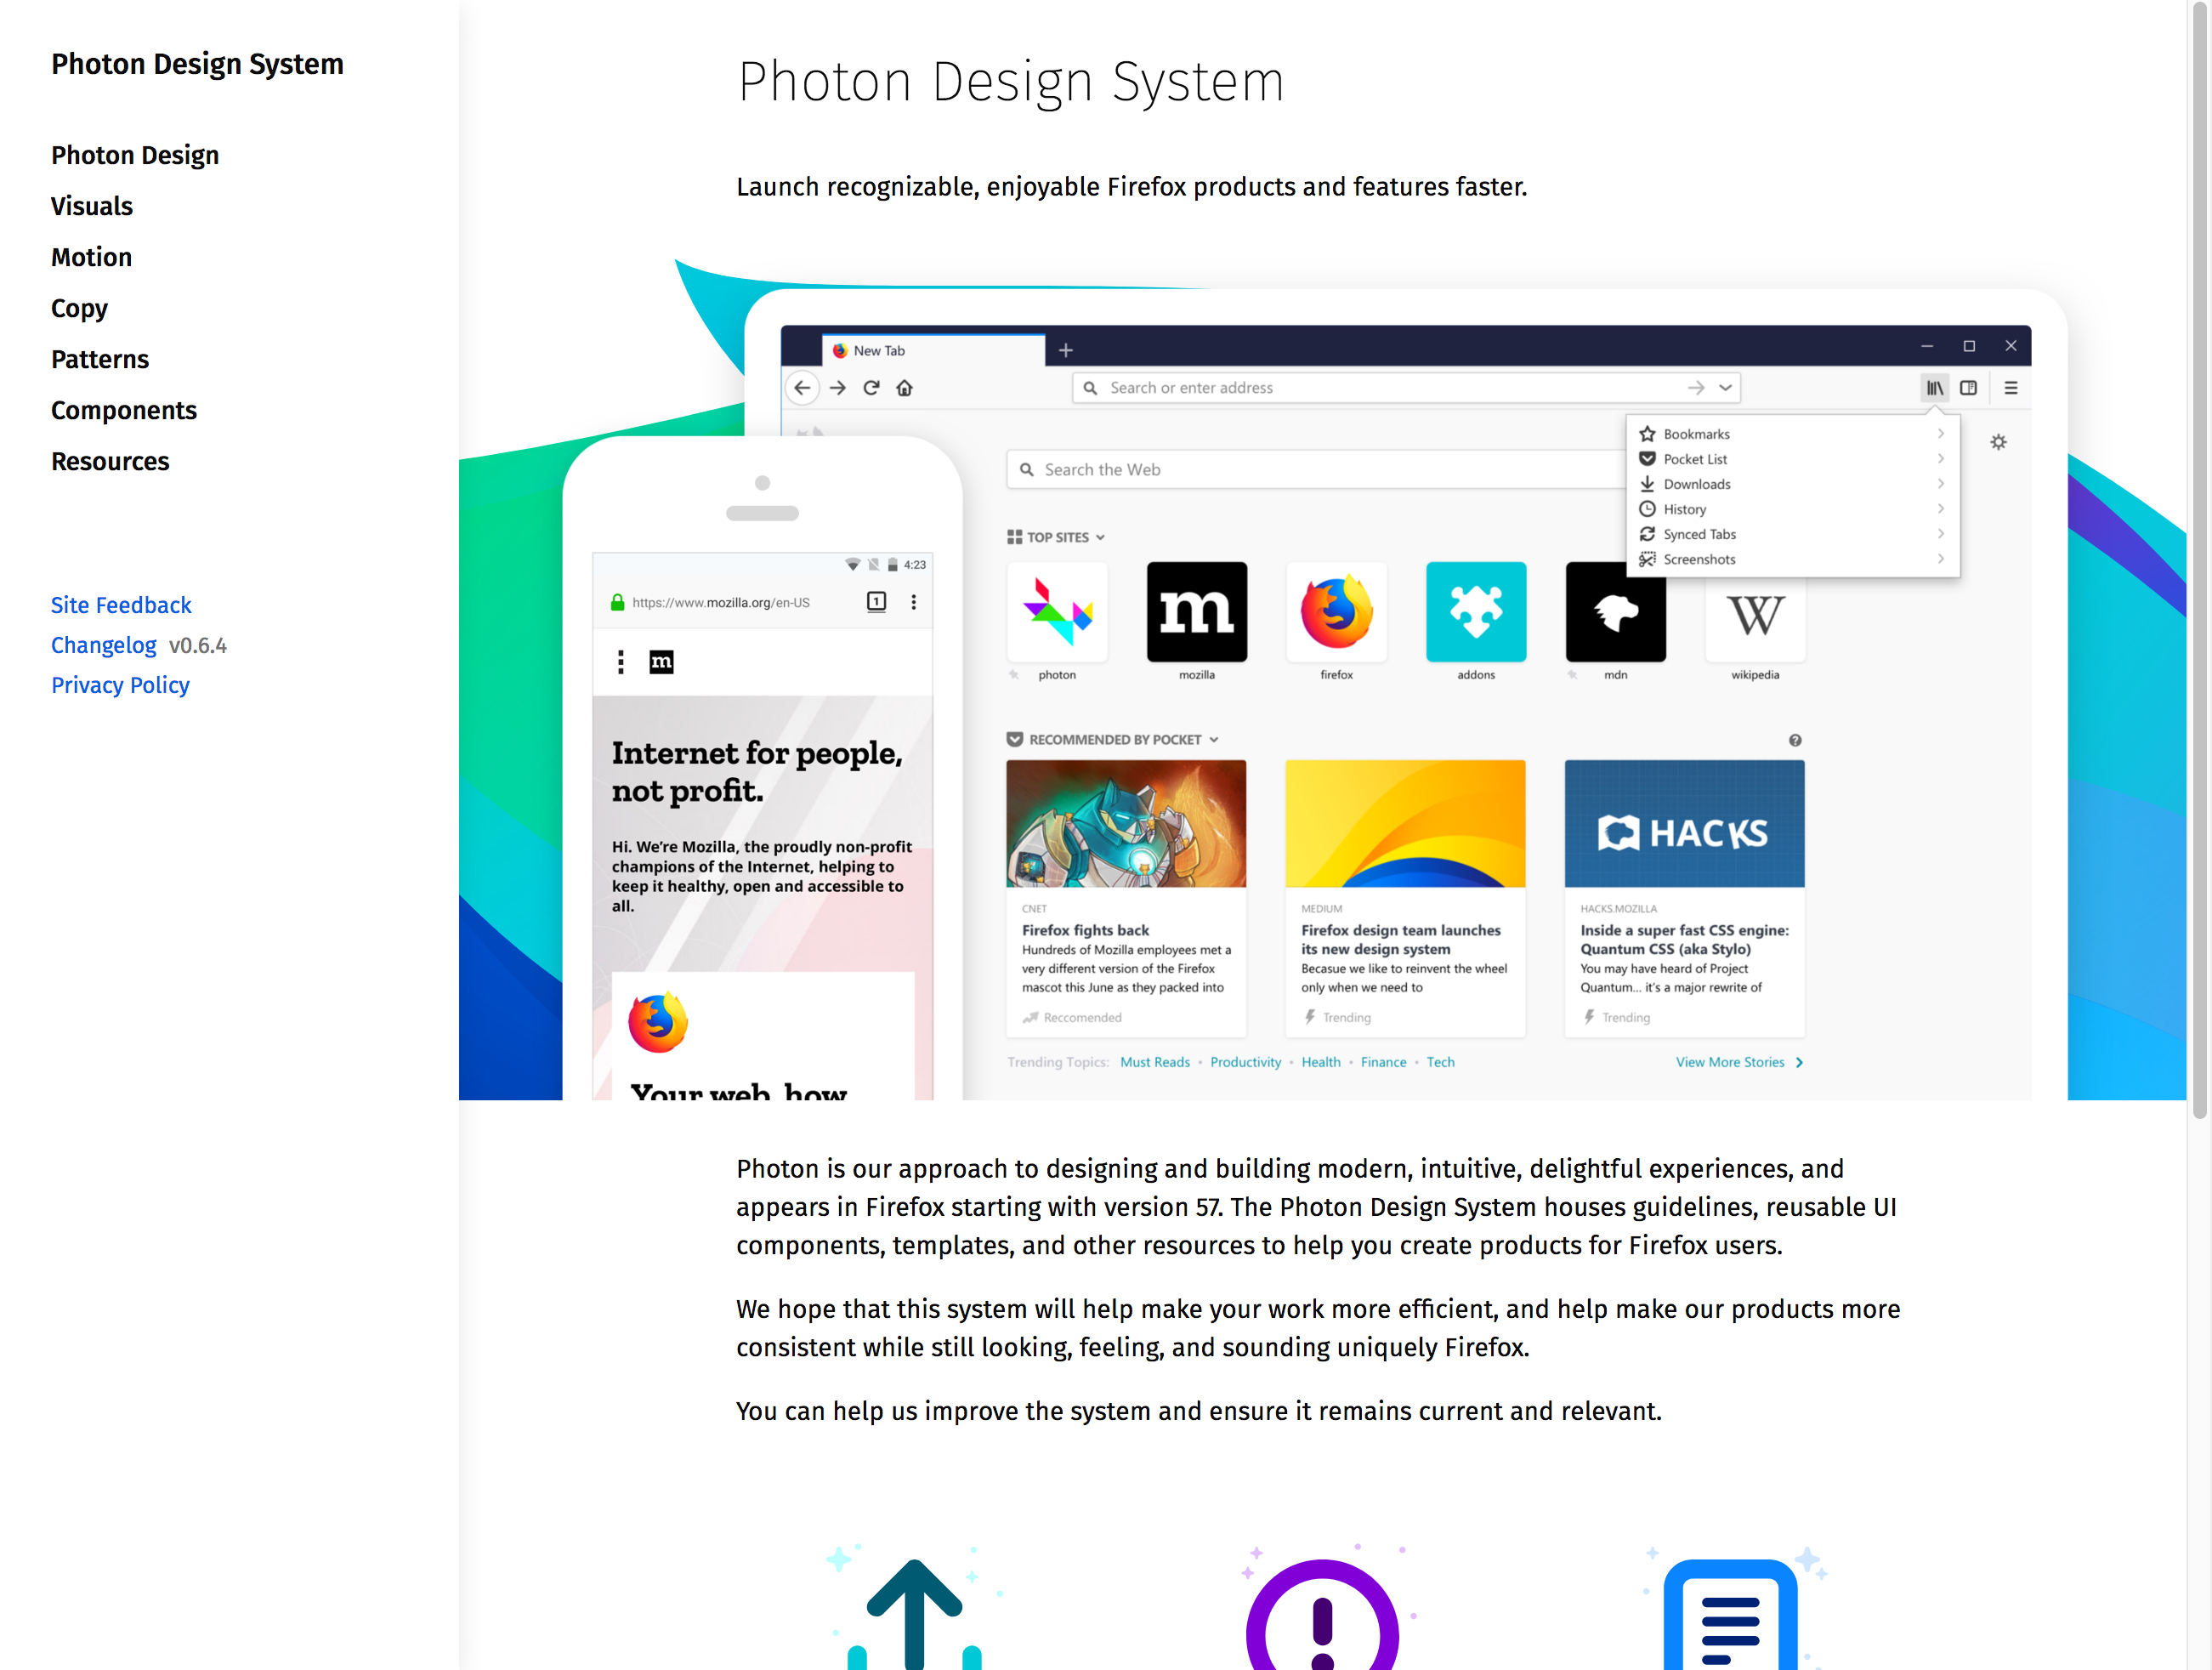 Photon Design System
Photon Design
Visuals
Motion
Copy
Patterns
Components
Resources
Site Feedback
Changelog v0.6.4
Privacy Policy
Photon Design System
Launch recognizable, enjoyable Firefox products and features faster.
New Tab
Search or enter address
Bookmarks
Pocket List
Downloads
History
Synced Tabs
Screenshots
Search the Web
TOP SITES
m
W
photon
mozilla
firefox
addons
mdn
wikipedia
RECOMMENDED BY POCKET
HACKS
CNET
Firefox fights back
Hundreds of Mozilla employees met a
very different version of the Firefox
mascot this June as they packed into
Reccomended
MEDIUM
Firefox design team launches
its new design system
Becasue we like to reinvent the wheel
only when we need to
Trending
HACKS.MOZILLA
Inside a super fast CSS engine:
Quantum CSS (aka Stylo)
You may have heard of Project
Quantum... it's a major rewrite of
Trending
Trending Topics: Must Reads • Productivity • Health • Finance • Tech
View More Stories
4:23
https://www.mozilla.org/en-US
1
m
Internet for people,
not profit.
Hi. We’re Mozilla, the proudly non-profit
champions of the Internet, helping to
keep it healthy, open and accessible to
all.
Your web, how
Photon is our approach to designing and building modern, intuitive, delightful experiences, and
appears in Firefox starting with version 57. The Photon Design System houses guidelines, reusable UI
components, templates, and other resources to help you create products for Firefox users.
We hope that this system will help make your work more efficient, and help make our products more
consistent while still looking, feeling, and sounding uniquely Firefox.
You can help us improve the system and ensure it remains current and relevant.